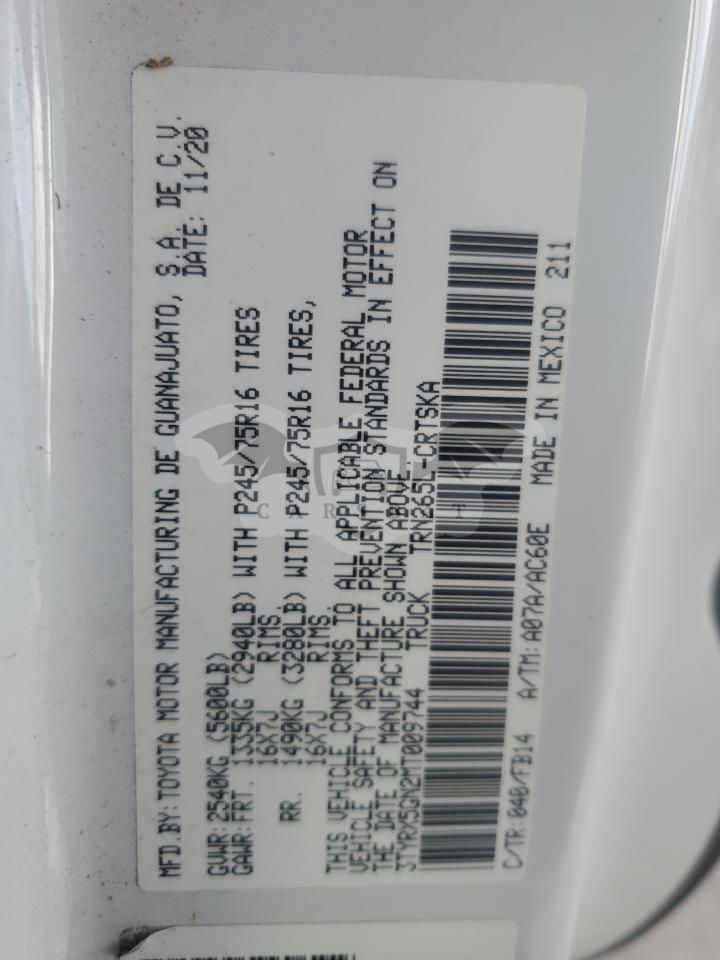 MFD.BY: TOYOTA MOTOR MANUFACTURING DE GUANAJUATO, S.A. DE C.V.
DATE: 11/20
GVWR: 2540KG (5600LB)
GAWR: FRT. 1335KG (2940LB) WITH P245/75R16 TIRES
16X7J RIMS,
RR. 1490KG (3280LB) WITH P245/75R16 TIRES,
16X7J RIMS.
THIS VEHICLE CONFORMS TO ALL APPLICABLE FEDERAL MOTOR
VEHICLE SAFETY AND THEFT PREVENTION STANDARDS IN EFFECT ON
THE DATE OF MANUFACTURE SHOWN ABOVE.
3TYRX5GN2MT009744 TRUCK TRN265L-CRTSKA
C/TR: 040/FB14 A/TM: A07A/AC60E MADE IN MEXICO 211